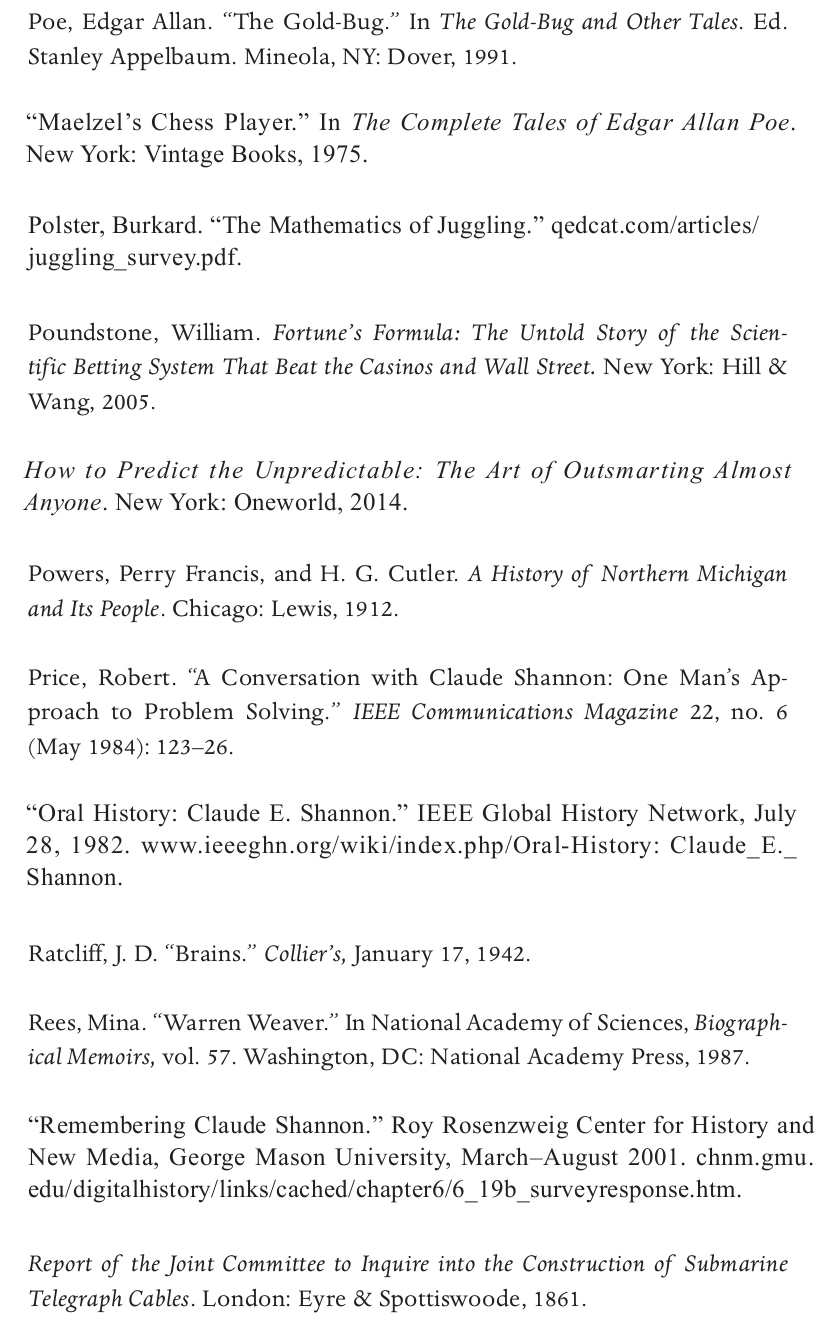 Poe, Edgar Allan. “The Gold-Bug.” In The Gold-Bug and Other Tales. Ed.
Stanley Appelbaum. Mineola, NY: Dover, 1991.
“Maelzel’s Chess Player.” In The Complete Tales of Edgar Allan Poe.
New York: Vintage Books, 1975.
Polster, Burkard. “The Mathematics of Juggling.” qedcat.com/articles/
juggling_survey.pdf.
Poundstone, William. Fortune’s Formula: The Untold Story of the Scien-
tific Betting System That Beat the Casinos and Wall Street. New York: Hill &
Wang, 2005.
How to Predict the Unpredictable: The Art of Outsmarting Almost
Anyone. New York: Oneworld, 2014.
Powers, Perry Francis, and H. G. Cutler. A History of Northern Michigan
and Its People. Chicago: Lewis, 1912.
Price, Robert. “A Conversation with Claude Shannon: One Man’s Ap-
proach to Problem Solving.” IEEE Communications Magazine 22, no. 6
(May 1984): 123–26.
“Oral History: Claude E. Shannon.” IEEE Global History Network, July
28, 1982. www.ieeeghn.org/wiki/index.php/Oral-History: Claude_E._
Shannon.
Ratcliff, J. D. “Brains.” Collier’s, January 17, 1942.
Rees, Mina. “Warren Weaver.” In National Academy of Sciences, Biograph-
ical Memoirs, vol. 57. Washington, DC: National Academy Press, 1987.
“Remembering Claude Shannon.” Roy Rosenzweig Center for History and
New Media, George Mason University, March–August 2001. chnm.gmu.
edu/digitalhistory/links/cached/chapter6/6_19b_surveyresponse.htm.
Report of the Joint Committee to Inquire into the Construction of Submarine
Telegraph Cables. London: Eyre & Spottiswoode, 1861.